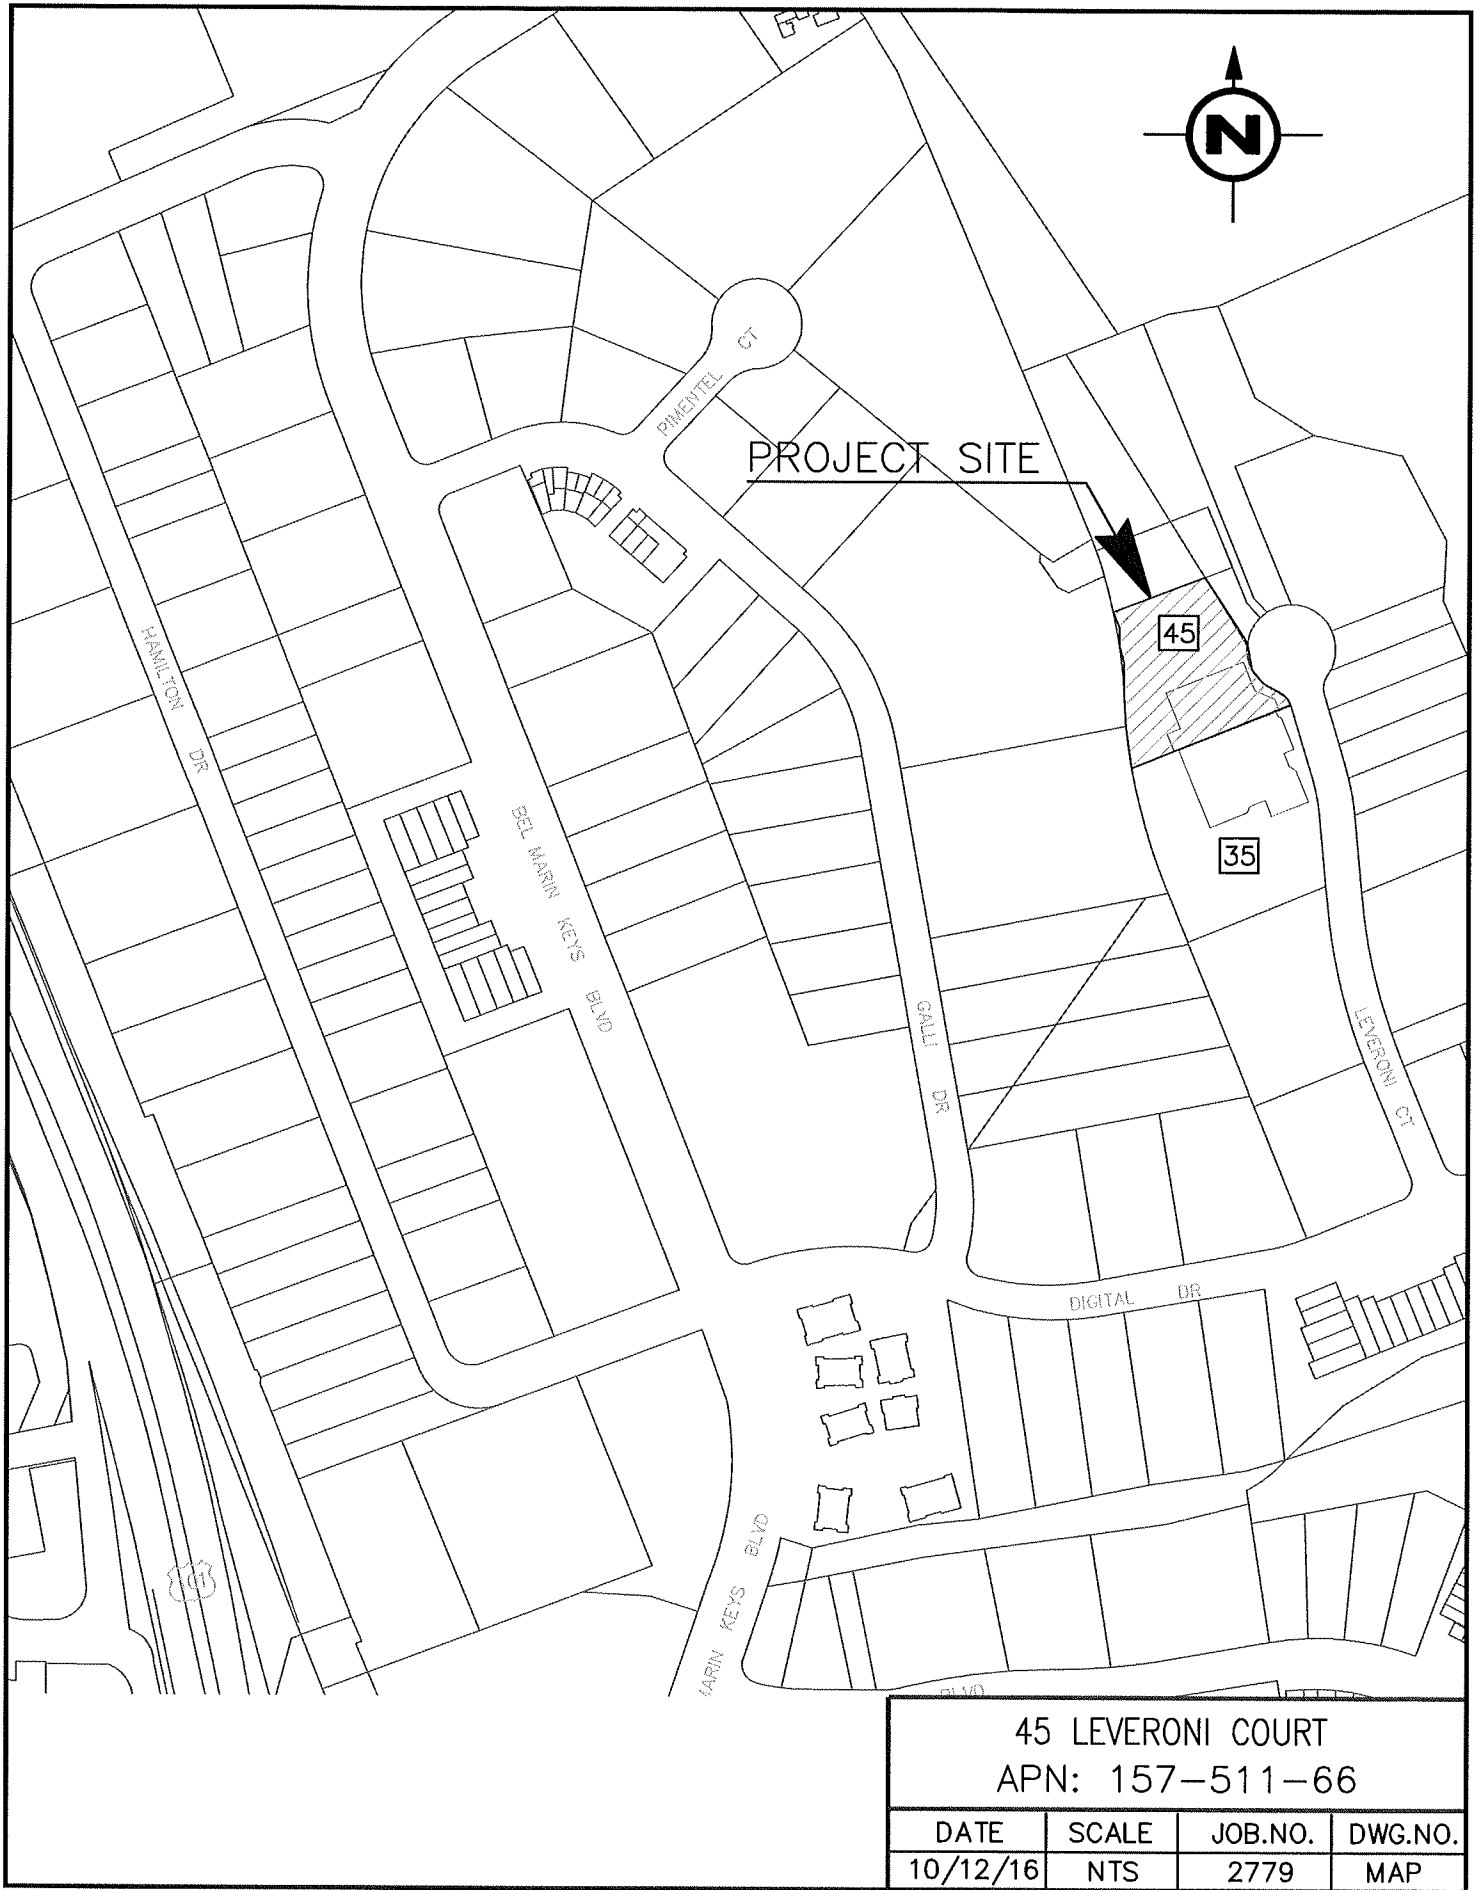 N
PIMENTEL CT
PROJECT SITE
45
HAMILTON DR
BEL MARIN KEYS BLVD
35
GALLI DR
LEVERONI CT
DIGITAL DR
101
MARIN KEYS BLVD
BLVD
45 LEVERONI COURT
APN: 157-511-66
DATE SCALE JOB.NO. DWG.NO.
10/12/16 NTS 2779 MAP